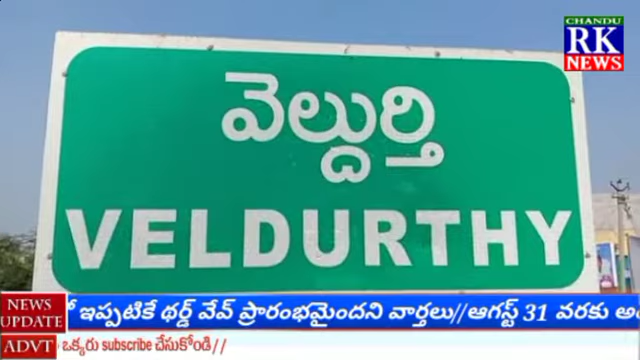 CHANDU
RK
NEWS
వెల్దుర్తి
VELDURTHY
NEWS
UPDATE
ఇప్పటికే థర్డ్ వేవ్ ప్రారంభమైందని వార్తలు//ఆగస్ట్ 31 వరకు
ADVT
ఒక్కరు subscribe చేసుకోండి//